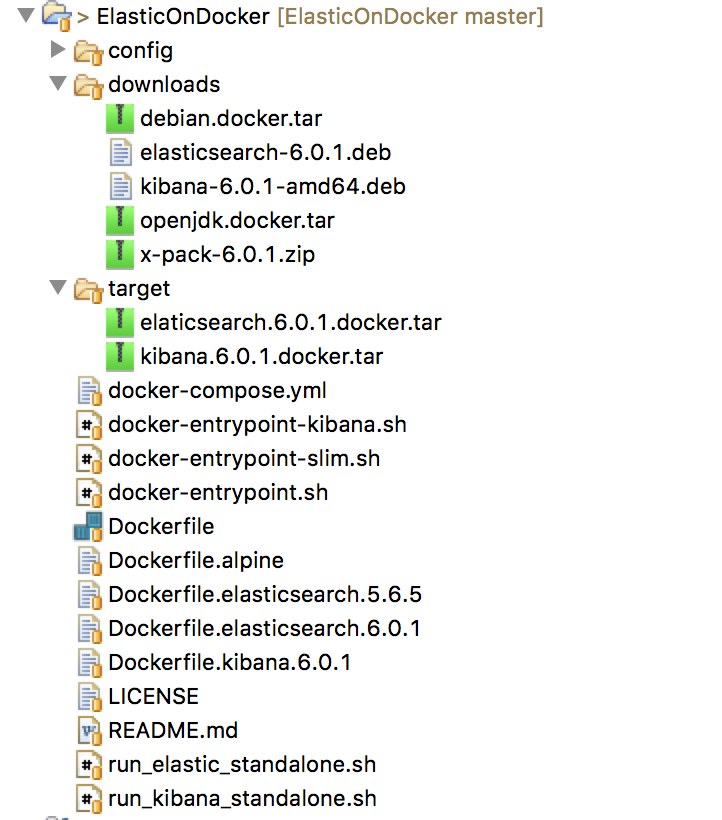 > ElasticOnDocker [ElasticOnDocker master]
config
downloads
debian.docker.tar
elasticsearch-6.0.1.deb
kibana-6.0.1-amd64.deb
openjdk.docker.tar
x-pack-6.0.1.zip
target
elaticsearch.6.0.1.docker.tar
kibana.6.0.1.docker.tar
docker-compose.yml
docker-entrypoint-kibana.sh
docker-entrypoint-slim.sh
docker-entrypoint.sh
Dockerfile
Dockerfile.alpine
Dockerfile.elasticsearch.5.6.5
Dockerfile.elasticsearch.6.0.1
Dockerfile.kibana.6.0.1
LICENSE
README.md
run_elastic_standalone.sh
run_kibana_standalone.sh